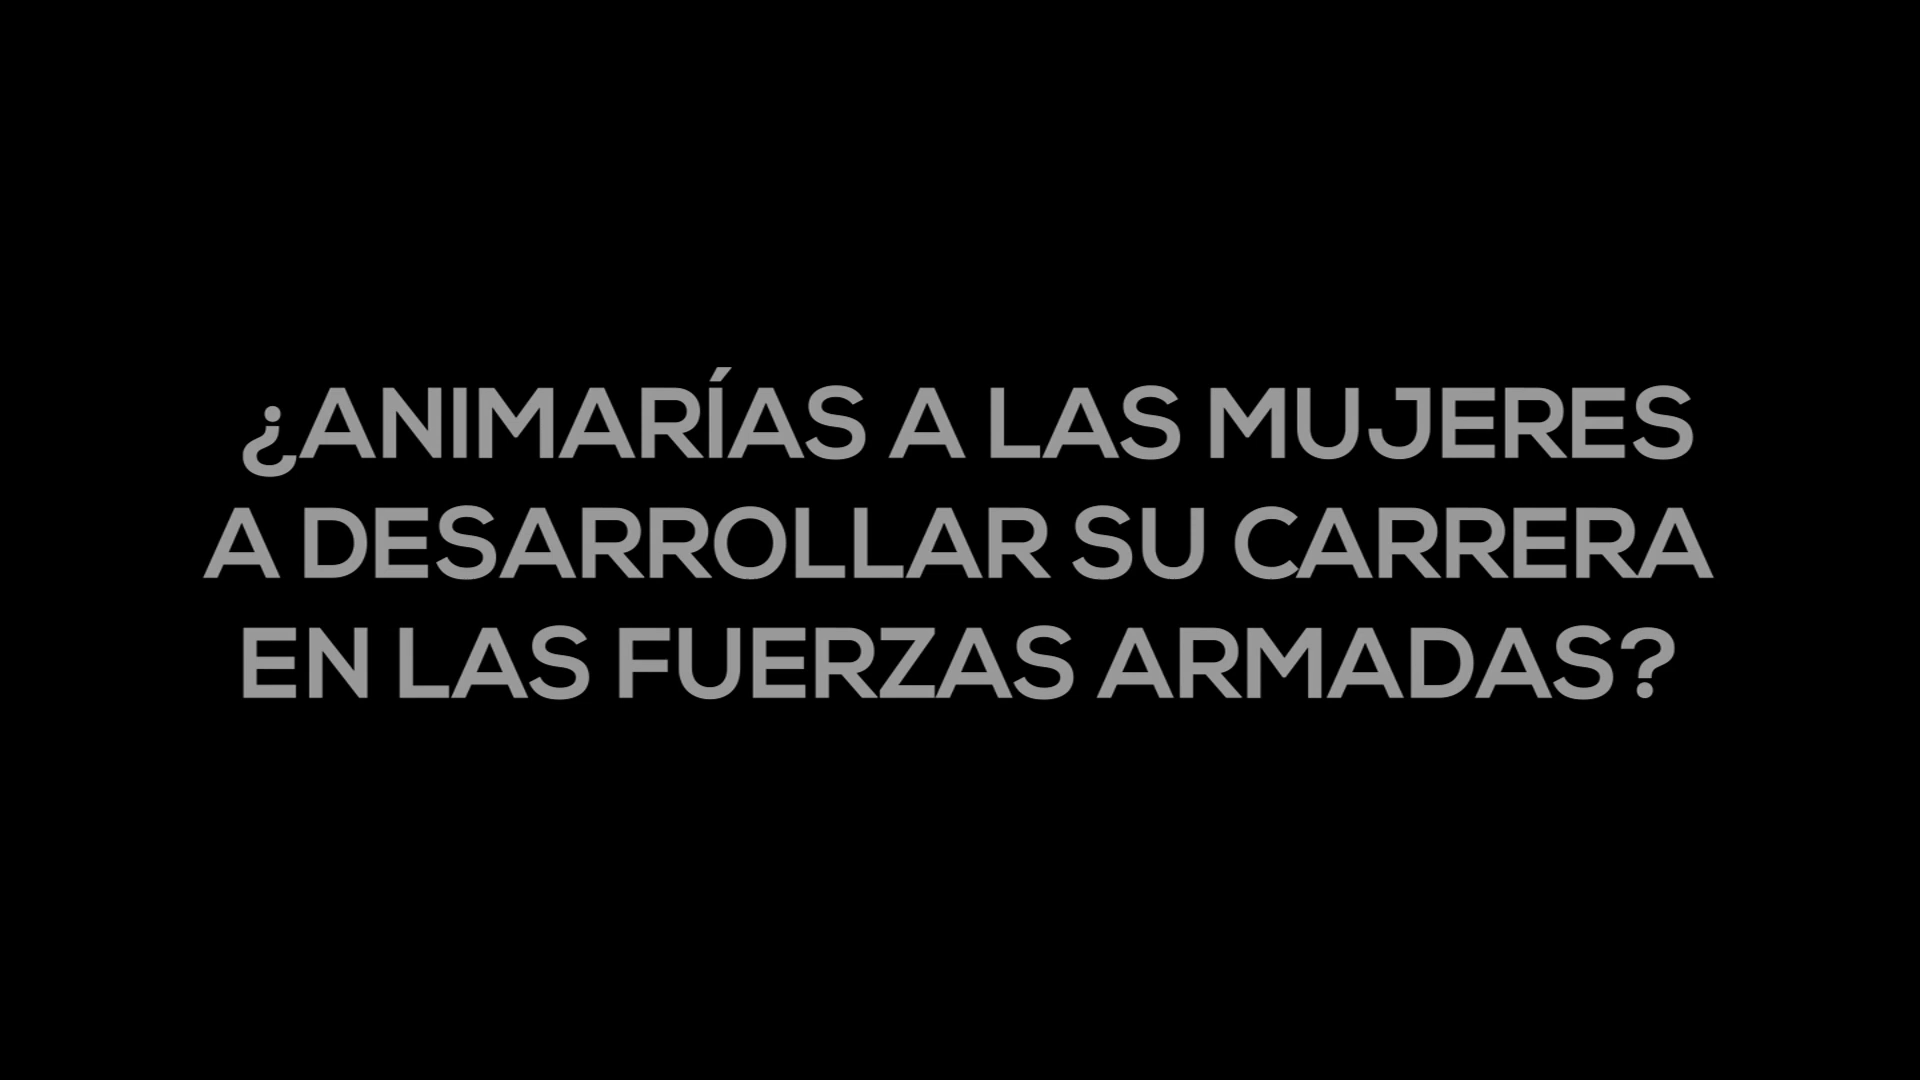 ¿ANIMARÍAS A LAS MUJERES
A DESARROLLAR SU CARRERA
EN LAS FUERZAS ARMADAS?